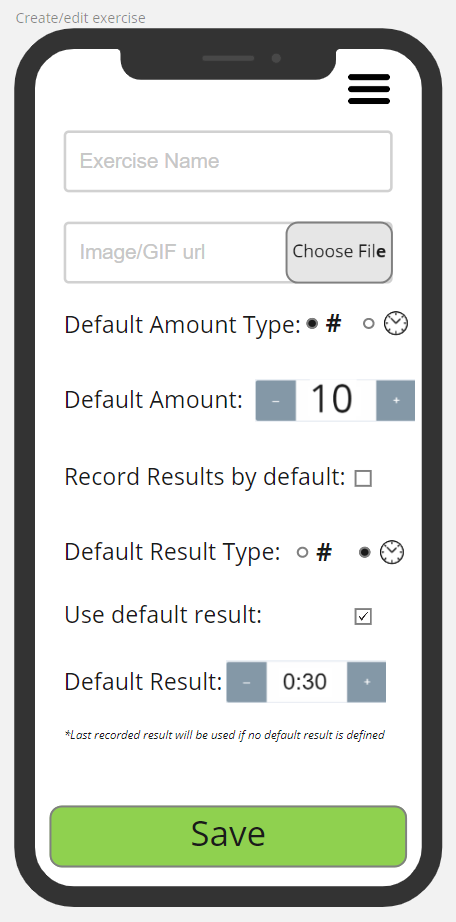 Create/edit exercise
Exercise Name
Image/GIF url Choose File
Default Amount Type: #
Default Amount: - 10 +
Record Results by default:
Default Result Type: #
Use default result:
Default Result: - 0:30 +
*Last recorded result will be used if no default result is defined
Save